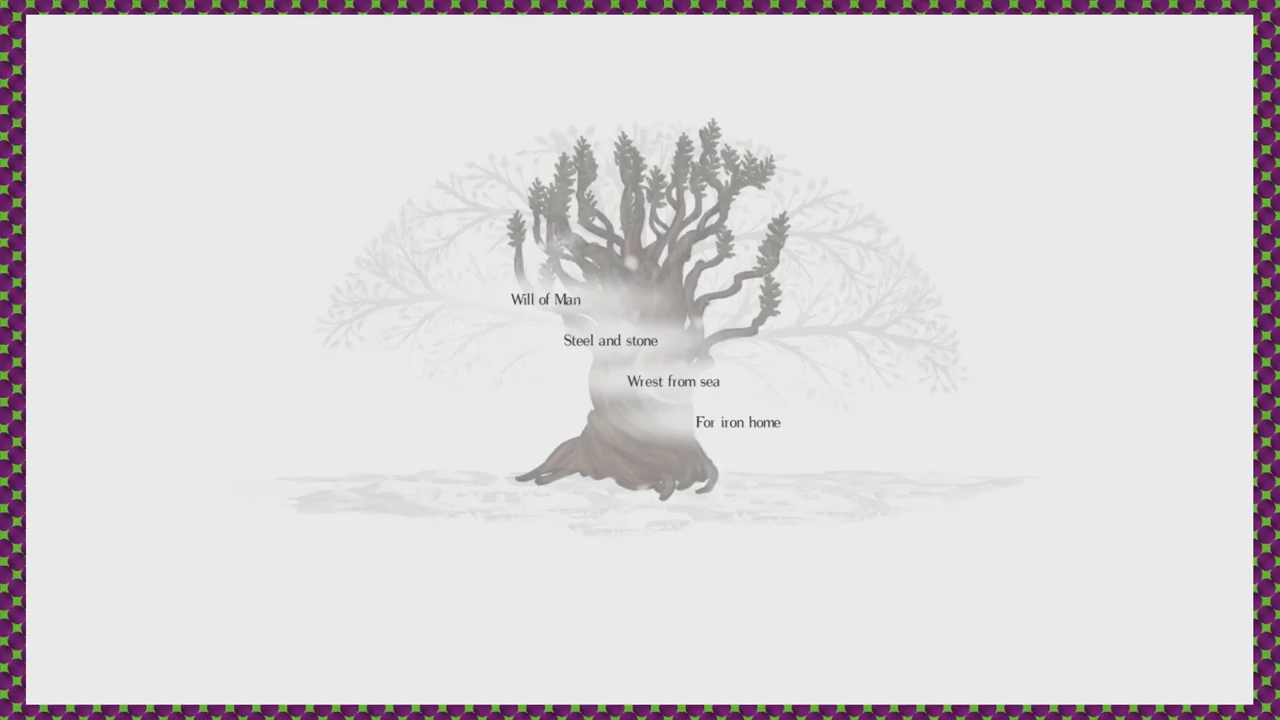 Will of Man
Steel and stone
Wrest from sea
For iron home